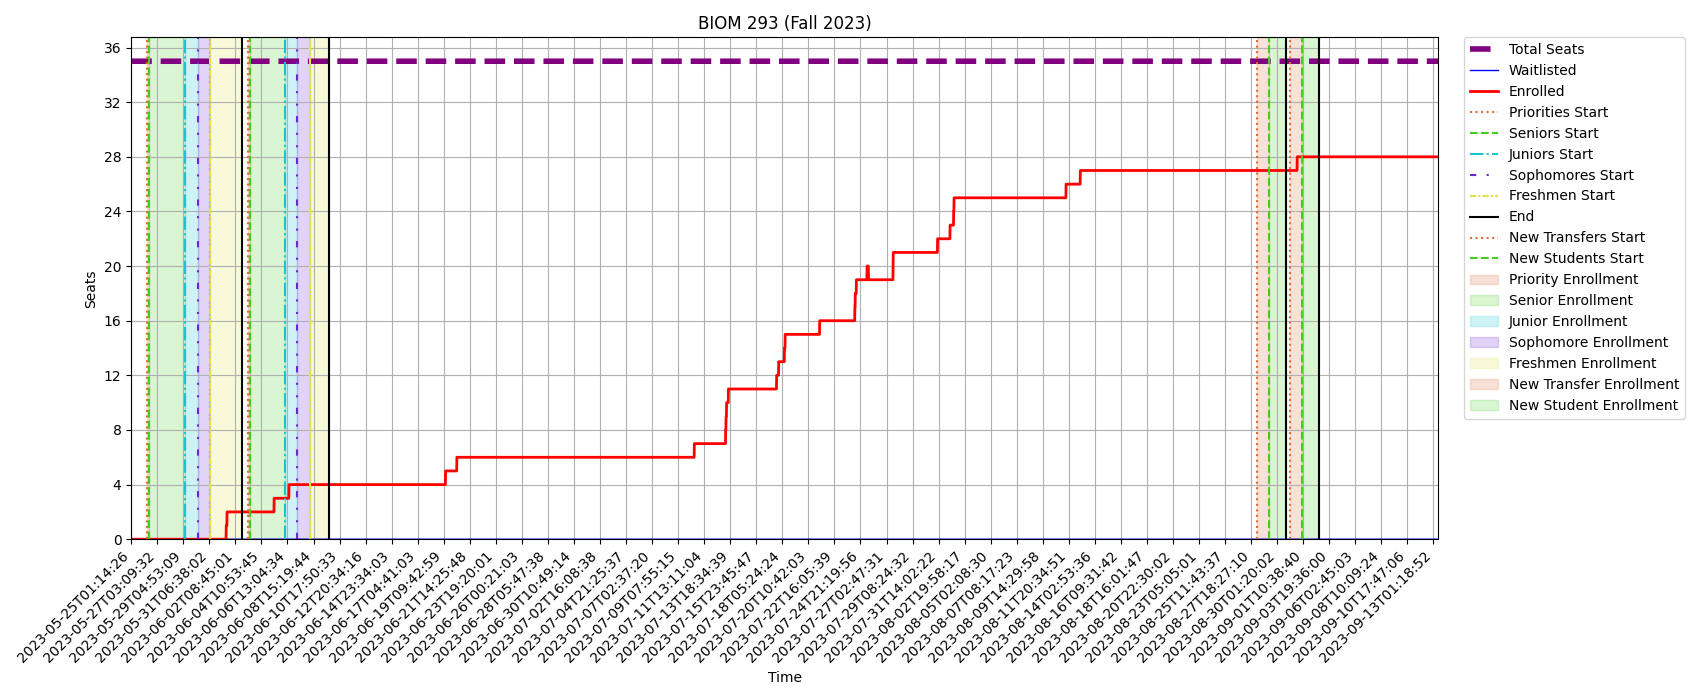 BIOM 293 (Fall 2023)
Seats
36
32
28
24
20
16
12
8
4
0
2023-05-25T01:14:26
2023-05-27T03:09:32
2023-05-29T04:53:09
2023-05-31T06:38:02
2023-06-02T08:45:01
2023-06-04T10:53:45
2023-06-06T13:04:34
2023-06-08T15:19:44
2023-06-10T17:50:33
2023-06-12T20:34:16
2023-06-14T23:34:03
2023-06-17T04:41:03
2023-06-19T09:42:59
2023-06-21T14:25:48
2023-06-23T19:20:01
2023-06-26T00:21:03
2023-06-28T05:47:38
2023-06-30T10:49:14
2023-07-02T16:08:38
2023-07-04T21:25:37
2023-07-07T02:37:20
2023-07-09T07:55:15
2023-07-11T13:11:04
2023-07-13T18:34:39
2023-07-15T23:45:47
2023-07-18T05:24:24
2023-07-20T10:42:03
2023-07-22T16:05:39
2023-07-24T21:19:56
2023-07-27T02:47:31
2023-07-29T08:24:32
2023-07-31T14:02:22
2023-08-02T19:58:17
2023-08-05T02:08:30
2023-08-07T08:17:23
2023-08-09T14:29:58
2023-08-11T20:34:51
2023-08-14T02:53:36
2023-08-16T09:31:42
2023-08-18T16:01:47
2023-08-20T22:30:02
2023-08-23T05:05:01
2023-08-25T11:43:37
2023-08-27T18:27:10
2023-08-30T01:20:02
2023-09-01T10:38:40
2023-09-03T19:36:00
2023-09-06T02:45:03
2023-09-08T10:09:24
2023-09-10T17:47:06
2023-09-13T01:18:52
Time
Total Seats
Waitlisted
Enrolled
Priorities Start
Seniors Start
Juniors Start
Sophomores Start
Freshmen Start
End
New Transfers Start
New Students Start
Priority Enrollment
Senior Enrollment
Junior Enrollment
Sophomore Enrollment
Freshmen Enrollment
New Transfer Enrollment
New Student Enrollment